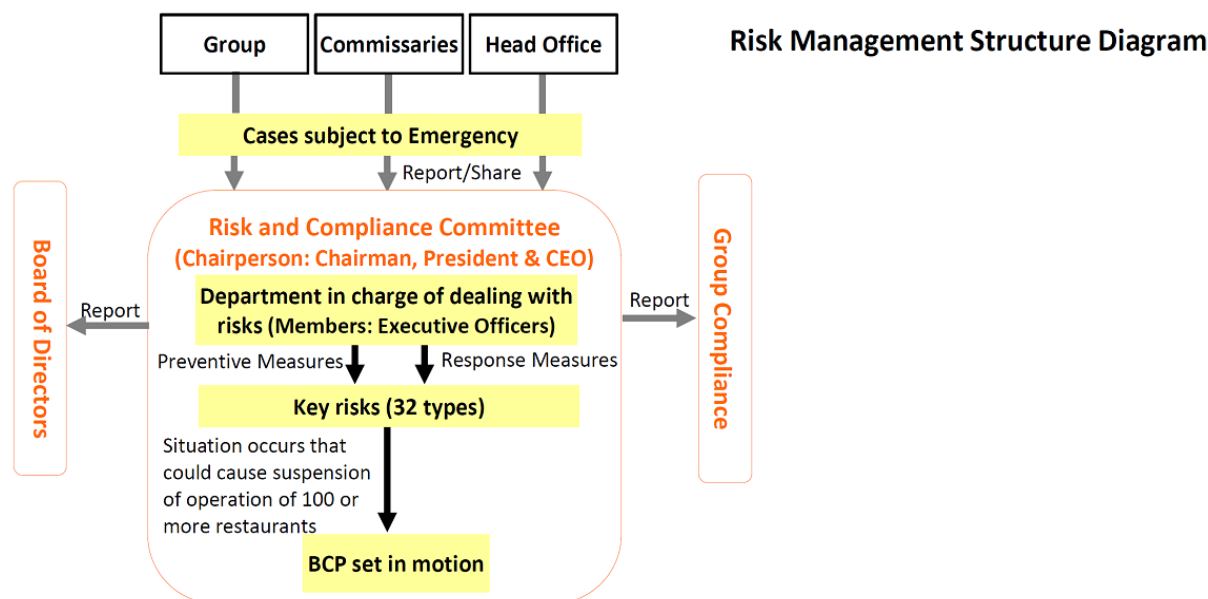 Risk Management Structure Diagram
Group
Commissaries
Head Office
Cases subject to Emergency
Report/Share
Board of Directors
Report
Risk and Compliance Committee
(Chairperson: Chairman, President & CEO)
Department in charge of dealing with
risks (Members: Executive Officers)
Preventive Measures
Response Measures
Key risks (32 types)
Situation occurs that
could cause suspension
of operation of 100 or
more restaurants
BCP set in motion
Report
Group Compliance